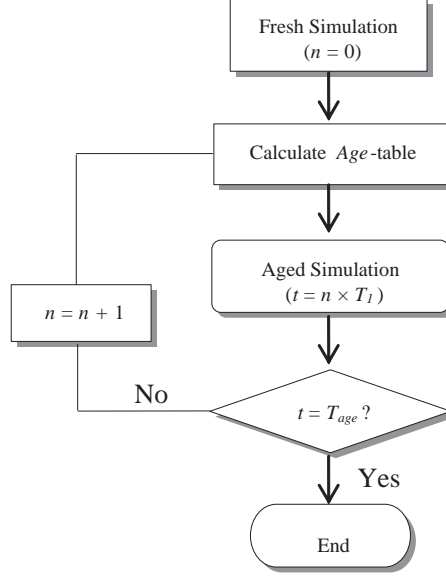 Fresh Simulation
(n = 0)
Calculate Age-table
Aged Simulation
(t = n × T1)
n = n + 1
No
t = Tage ?
Yes
End